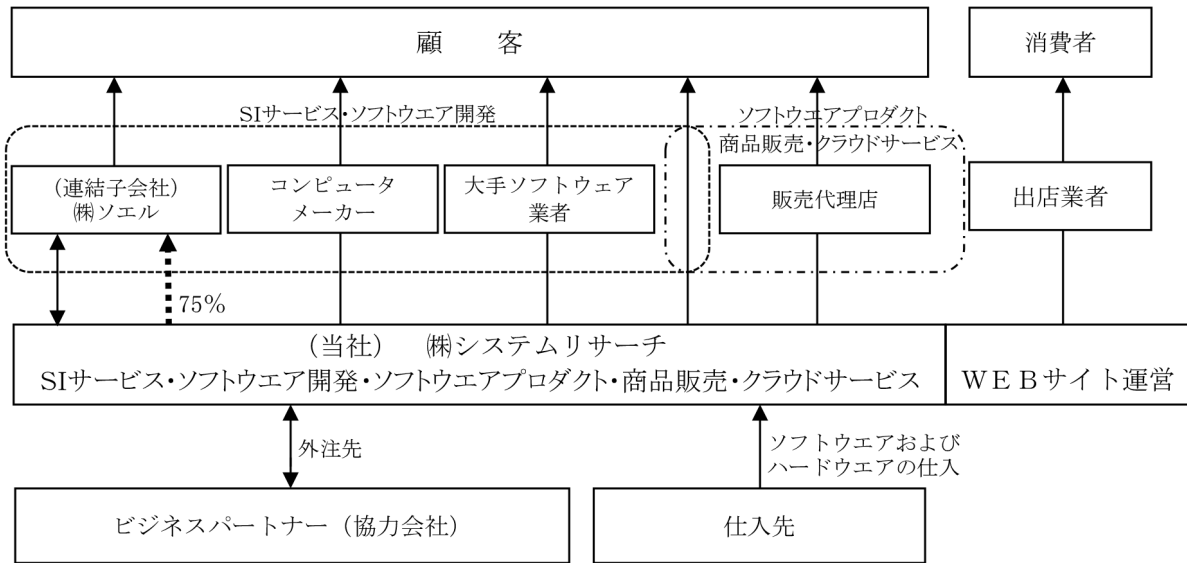 顧　　客
消費者
SIサービス・ソフトウエア開発
ソフトウエアプロダクト
商品販売・クラウドサービス
（連結子会社）
㈱ソエル
コンピュータ
メーカー
大手ソフトウェア
業者
販売代理店
出店業者
75%
（当社）　㈱システムリサーチ
SIサービス・ソフトウエア開発・ソフトウエアプロダクト・商品販売・クラウドサービス
ＷＥＢサイト運営
外注先
ソフトウエアおよび
ハードウエアの仕入
ビジネスパートナー（協力会社）
仕入先